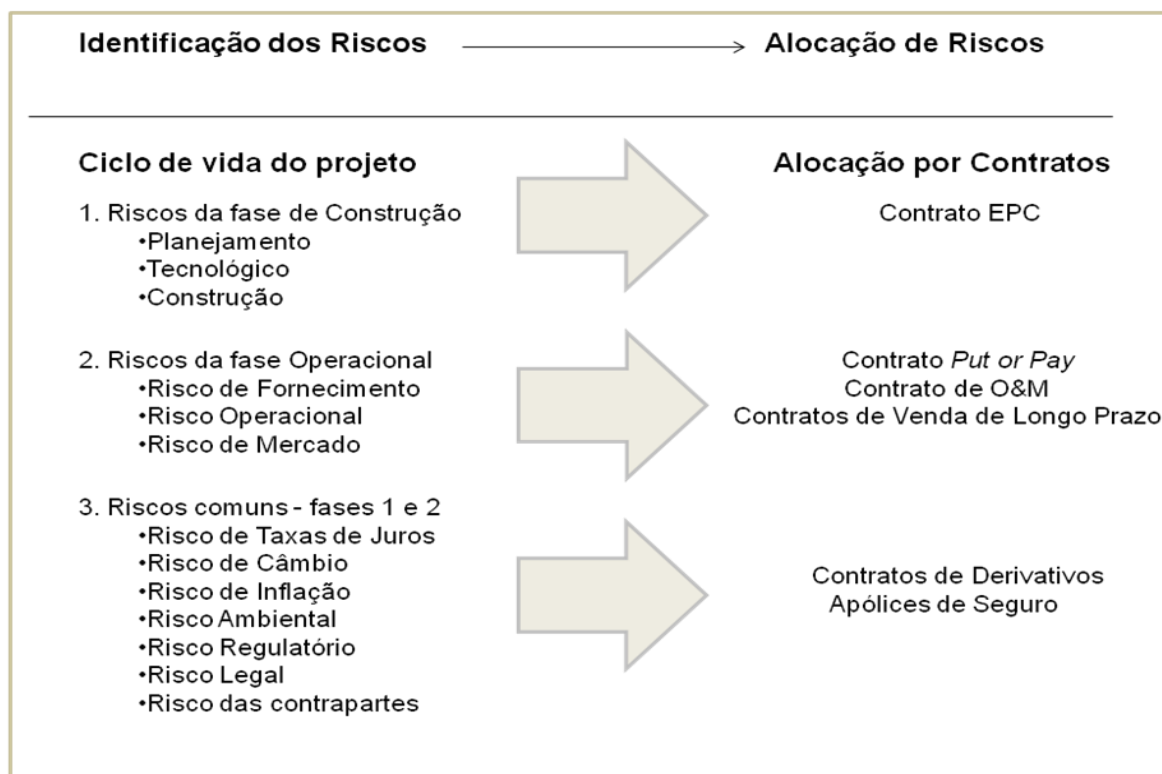 Identificação dos Riscos
Alocação de Riscos
Ciclo de vida do projeto
Alocação por Contratos
1. Riscos da fase de Construção
•Planejamento
•Tecnológico
•Construção
Contrato EPC
2. Riscos da fase Operacional
•Risco de Fornecimento
•Risco Operacional
•Risco de Mercado
Contrato Put or Pay
Contrato de O&M
Contratos de Venda de Longo Prazo
3. Riscos comuns - fases 1 e 2
•Risco de Taxas de Juros
•Risco de Câmbio
•Risco de Inflação
•Risco Ambiental
•Risco Regulatório
•Risco Legal
•Risco das contrapartes
Contratos de Derivativos
Apólices de Seguro